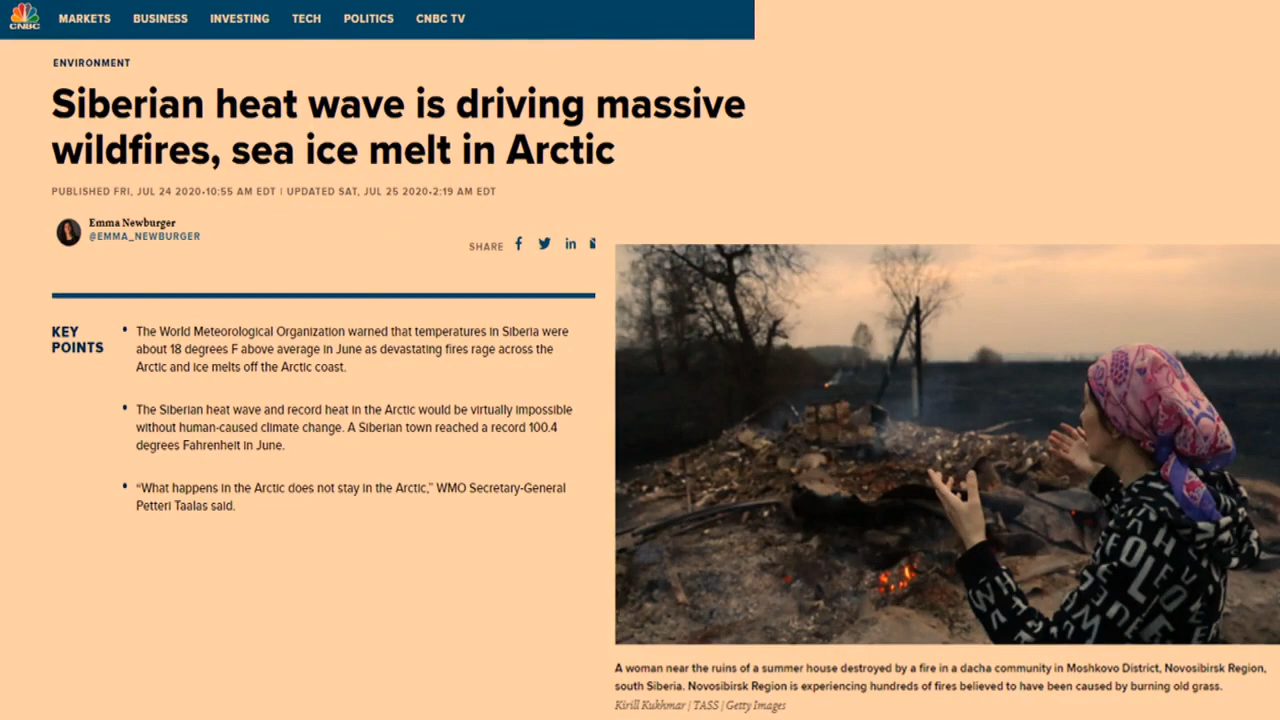 CNBC
MARKETS BUSINESS INVESTING TECH POLITICS CNBC TV
ENVIRONMENT
Siberian heat wave is driving massive
wildfires, sea ice melt in Arctic
PUBLISHED FRI, JUL 24 2020•10:55 AM EDT | UPDATED SAT, JUL 25 2020•2:19 AM EDT
Emma Newburger
@EMMA_NEWBURGER
SHARE
KEY
POINTS
• The World Meteorological Organization warned that temperatures in Siberia were
about 18 degrees F above average in June as devastating fires rage across the
Arctic and ice melts off the Arctic coast.
• The Siberian heat wave and record heat in the Arctic would be virtually impossible
without human-caused climate change. A Siberian town reached a record 100.4
degrees Fahrenheit in June.
• “What happens in the Arctic does not stay in the Arctic,” WMO Secretary-General
Petteri Taalas said.
A woman near the ruins of a summer house destroyed by a fire in a dacha community in Moshkovo District, Novosibirsk Region,
south Siberia. Novosibirsk Region is experiencing hundreds of fires believed to have been caused by burning old grass.
Kirill Kukhmar | TASS | Getty Images